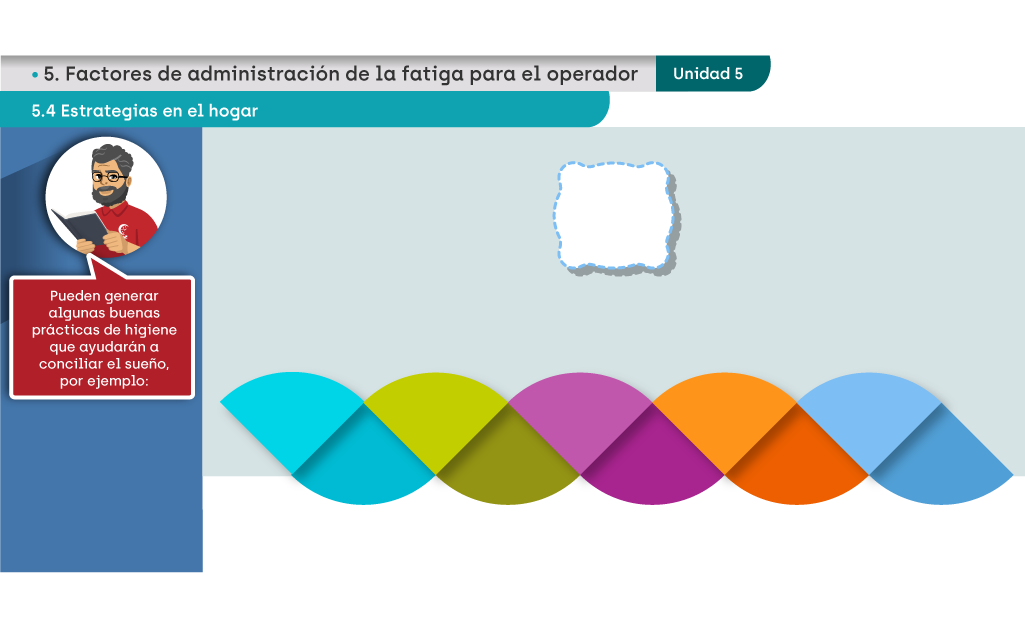 • 5. Factores de administración de la fatiga para el operador
Unidad 5
5.4 Estrategias en el hogar
Pueden generar
algunas buenas
prácticas de higiene
que ayudarán a
conciliar el sueño,
por ejemplo: